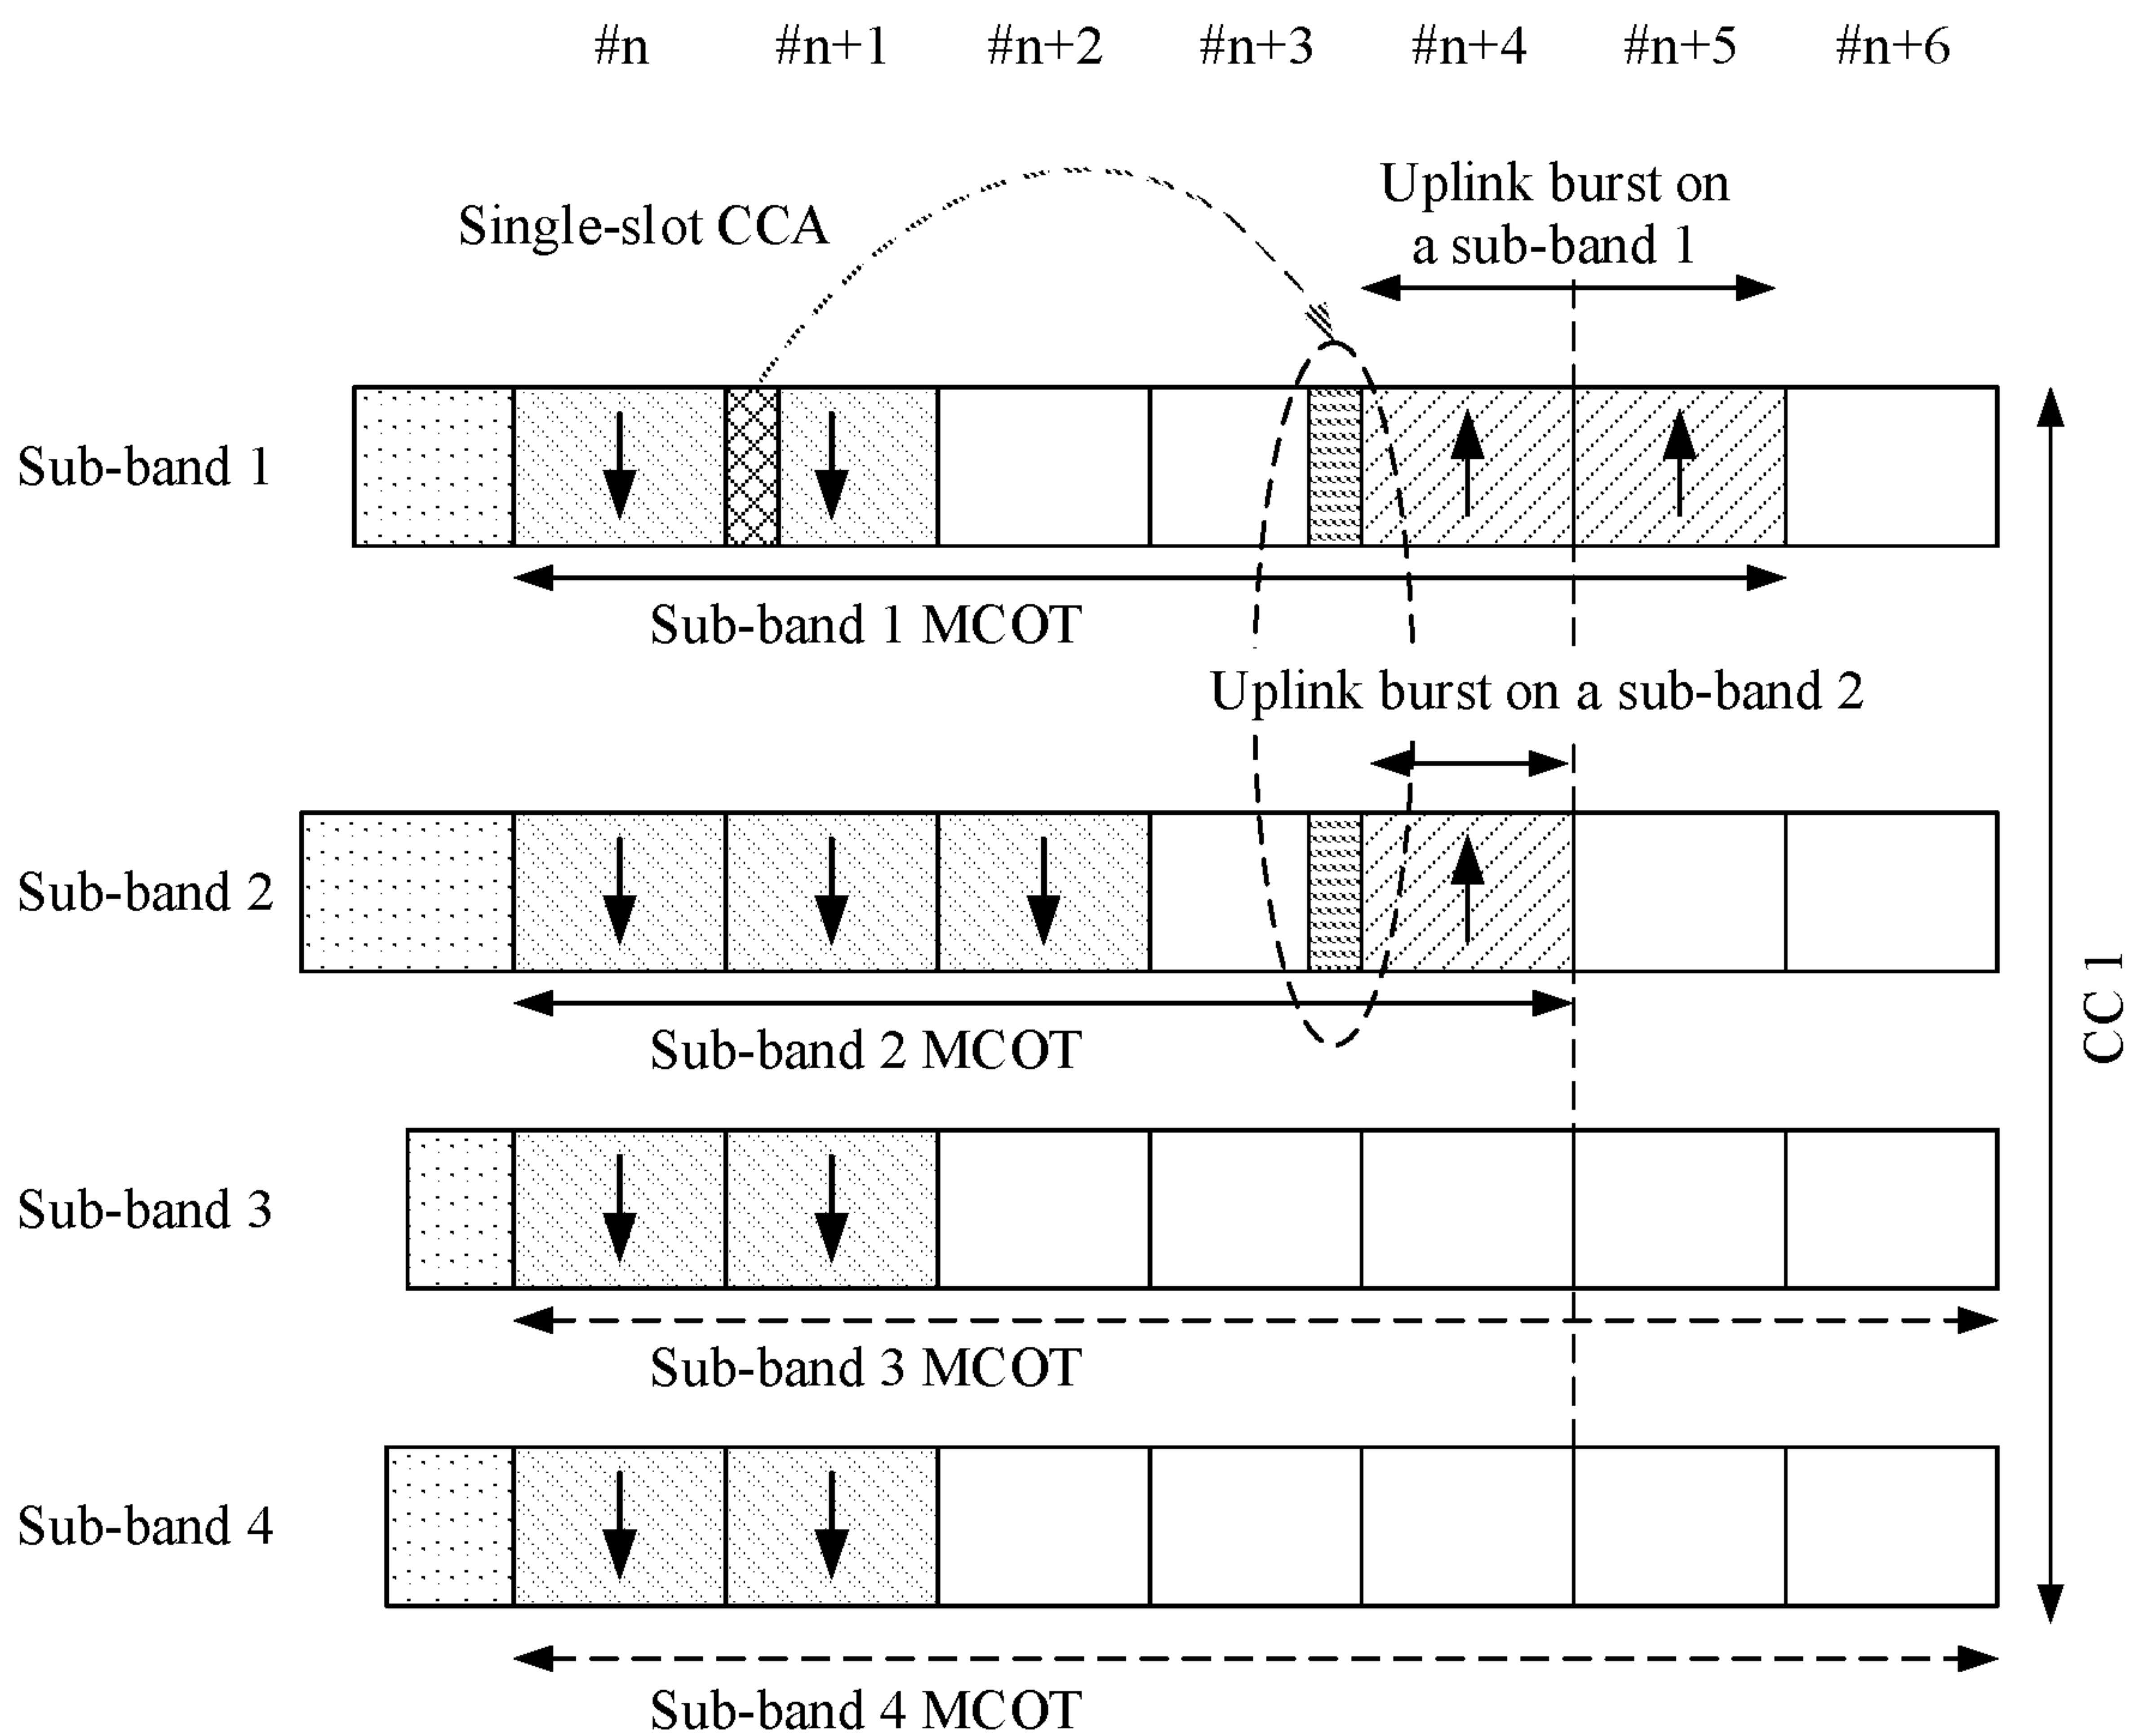 #n #n+1 #n+2 #n+3 #n+4 #n+5 #n+6
Single-slot CCA
Uplink burst on
a sub-band 1
Sub-band 1
Sub-band 1 MCOT
Uplink burst on a sub-band 2
Sub-band 2
Sub-band 2 MCOT
CC 1
Sub-band 3
Sub-band 3 MCOT
Sub-band 4
Sub-band 4 MCOT